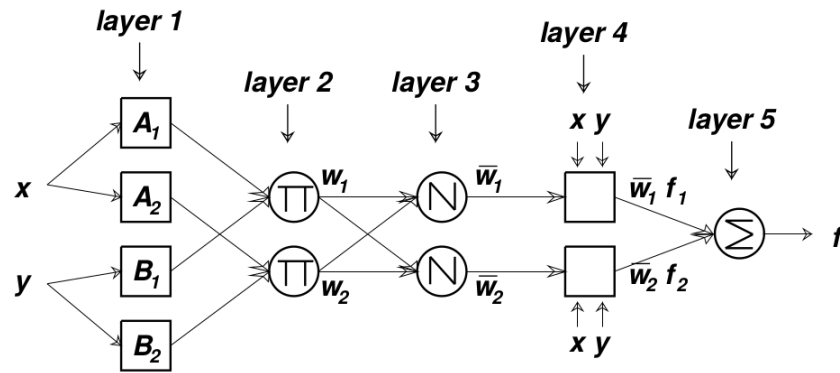 layer 1
layer 2
layer 3
layer 4
layer 5
x
y
A1
A2
B1
B2
Π
Π
w1
w2
N
N
w̅1
w̅2
x y
x y
w̅1 f1
w̅2 f2
Σ
f